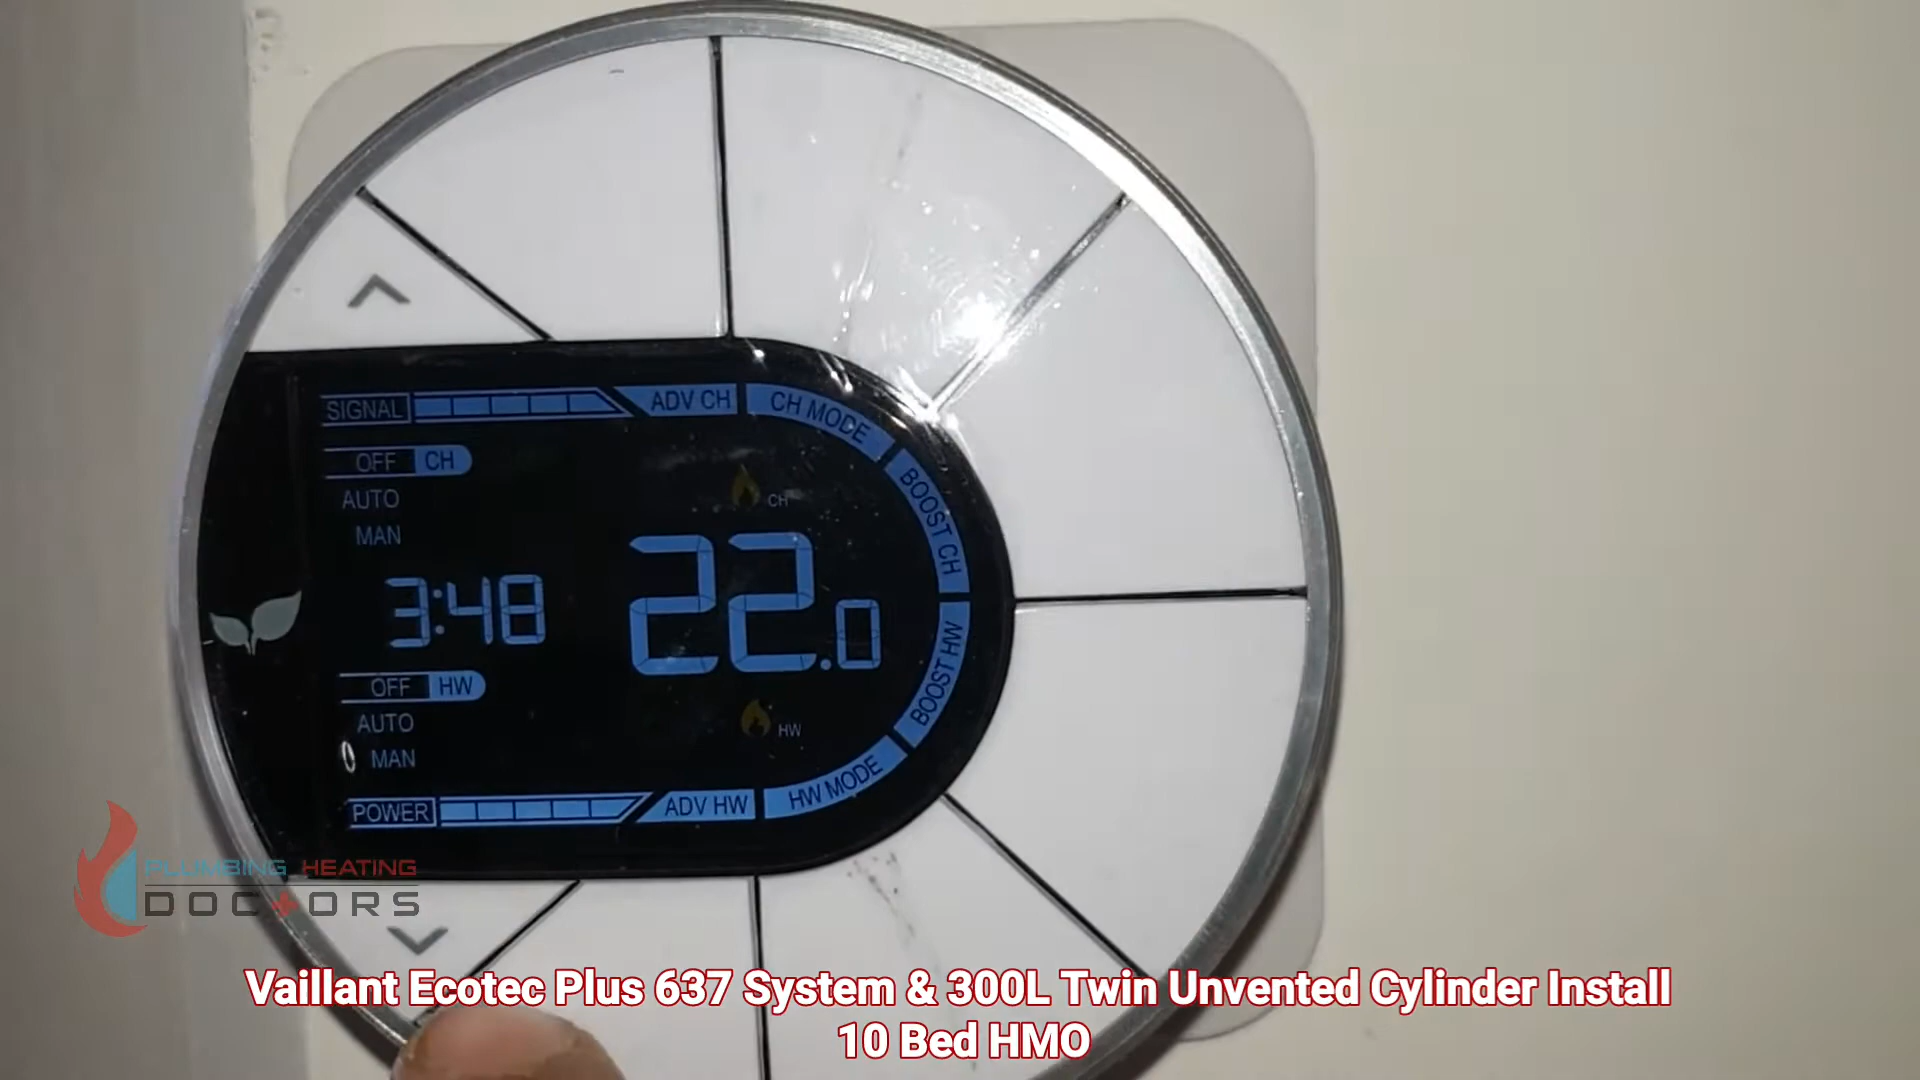 SIGNAL ADV CH CH MODE
OFF CH
AUTO
MAN
CH
BOOST CH
3:48
22.0
BOOST HW
OFF HW
AUTO
MAN
HW
HW MODE
POWER ADV HW
PLUMBING HEATING
DOCTORS
Vaillant Ecotec Plus 637 System & 300L Twin Unvented Cylinder Install
10 Bed HMO